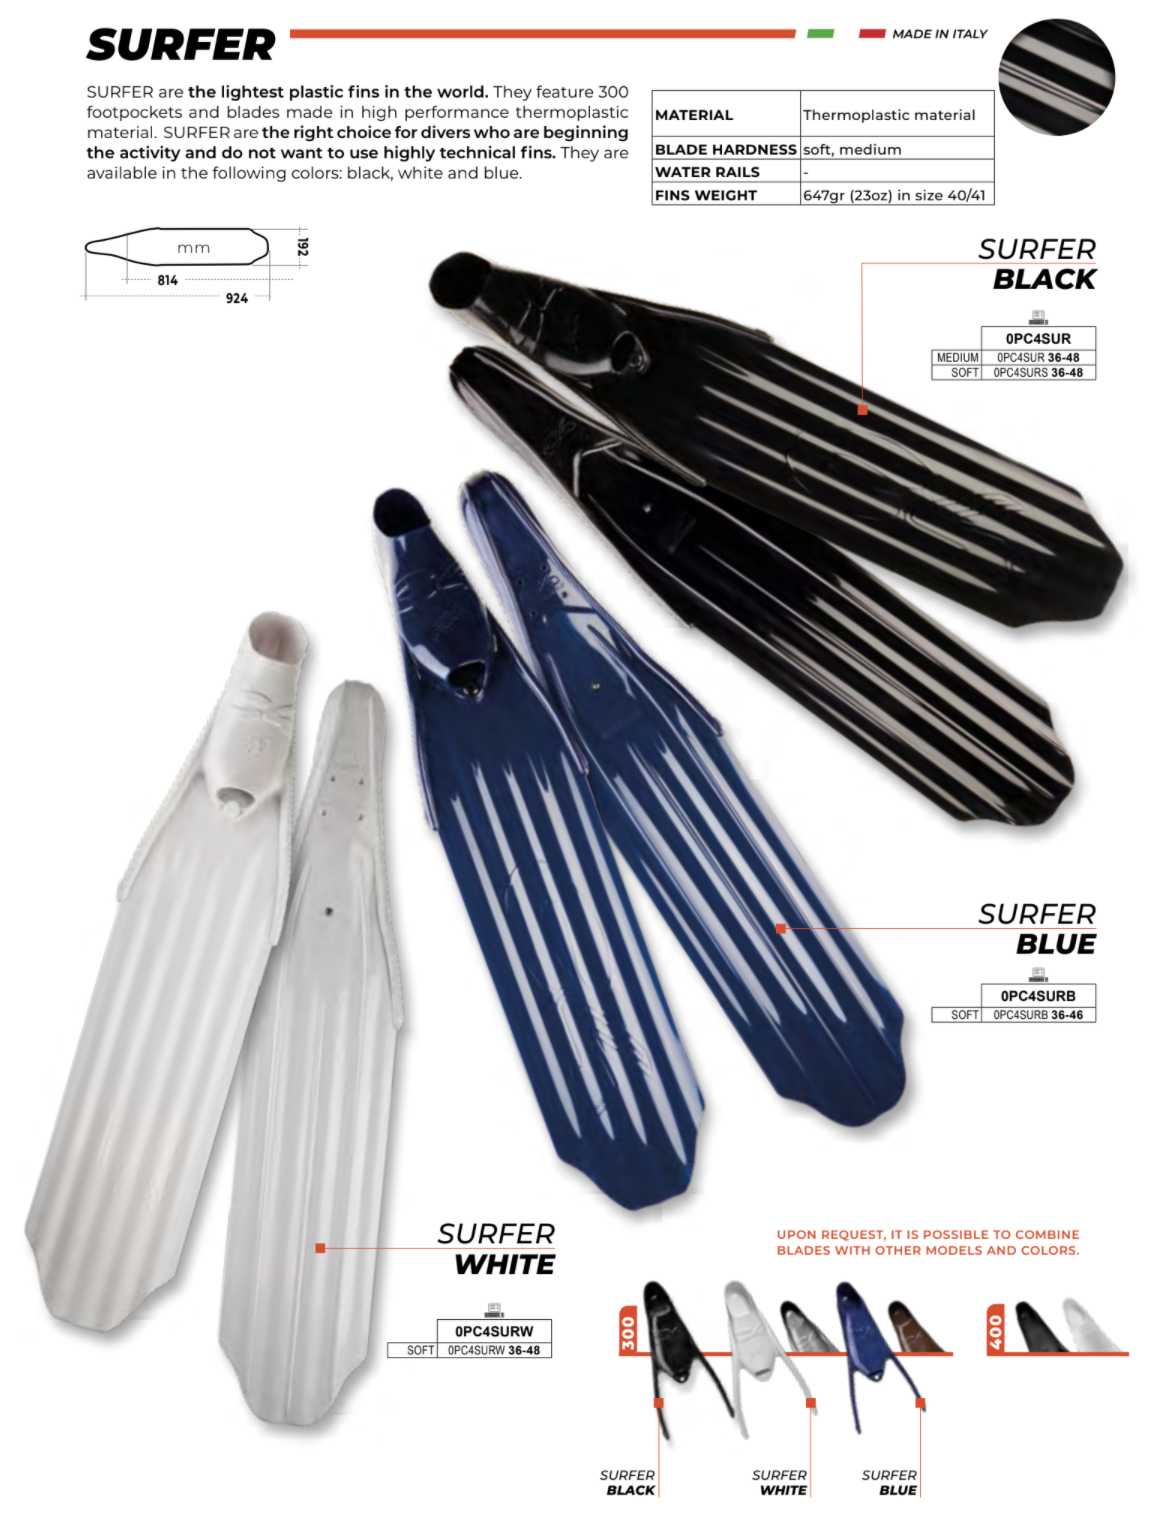 SURFER
MADE IN ITALY
SURFER are the lightest plastic fins in the world. They feature 300
footpockets and blades made in high performance thermoplastic
material. SURFER are the right choice for divers who are beginning
the activity and do not want to use highly technical fins. They are
available in the following colors: black, white and blue.
MATERIAL Thermoplastic material
BLADE HARDNESS soft, medium
WATER RAILS -
FINS WEIGHT 647gr (23oz) in size 40/41
mm
192
814
924
SURFER
BLACK
0PC4SUR
MEDIUM 0PC4SUR 36-48
SOFT 0PC4SURS 36-48
SURFER
BLUE
0PC4SURB
SOFT 0PC4SURB 36-46
SURFER
WHITE
0PC4SURW
SOFT 0PC4SURW 36-48
UPON REQUEST, IT IS POSSIBLE TO COMBINE
BLADES WITH OTHER MODELS AND COLORS.
300
400
SURFER
BLACK
SURFER
WHITE
SURFER
BLUE